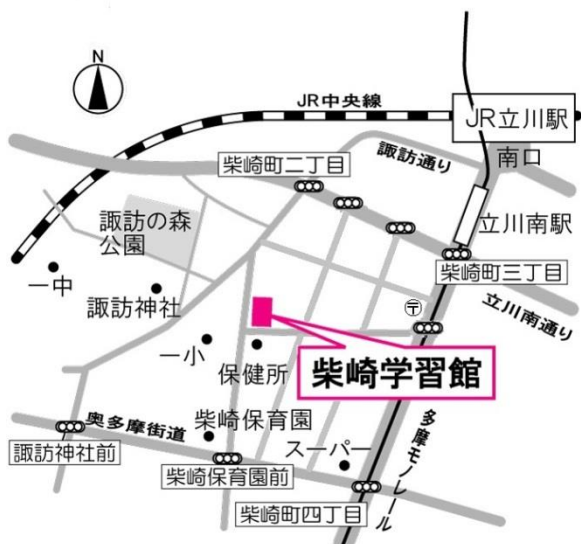 N
JR中央線
JR立川駅
南口
諏訪通り
柴崎町二丁目
立川南駅
諏訪の森
公園
柴崎町三丁目
一中
諏訪神社
立川南通り
〒
一小
保健所
柴崎学習館
奥多摩街道
柴崎保育園
多摩モノレール
諏訪神社前
スーパー
柴崎保育園前
柴崎町四丁目